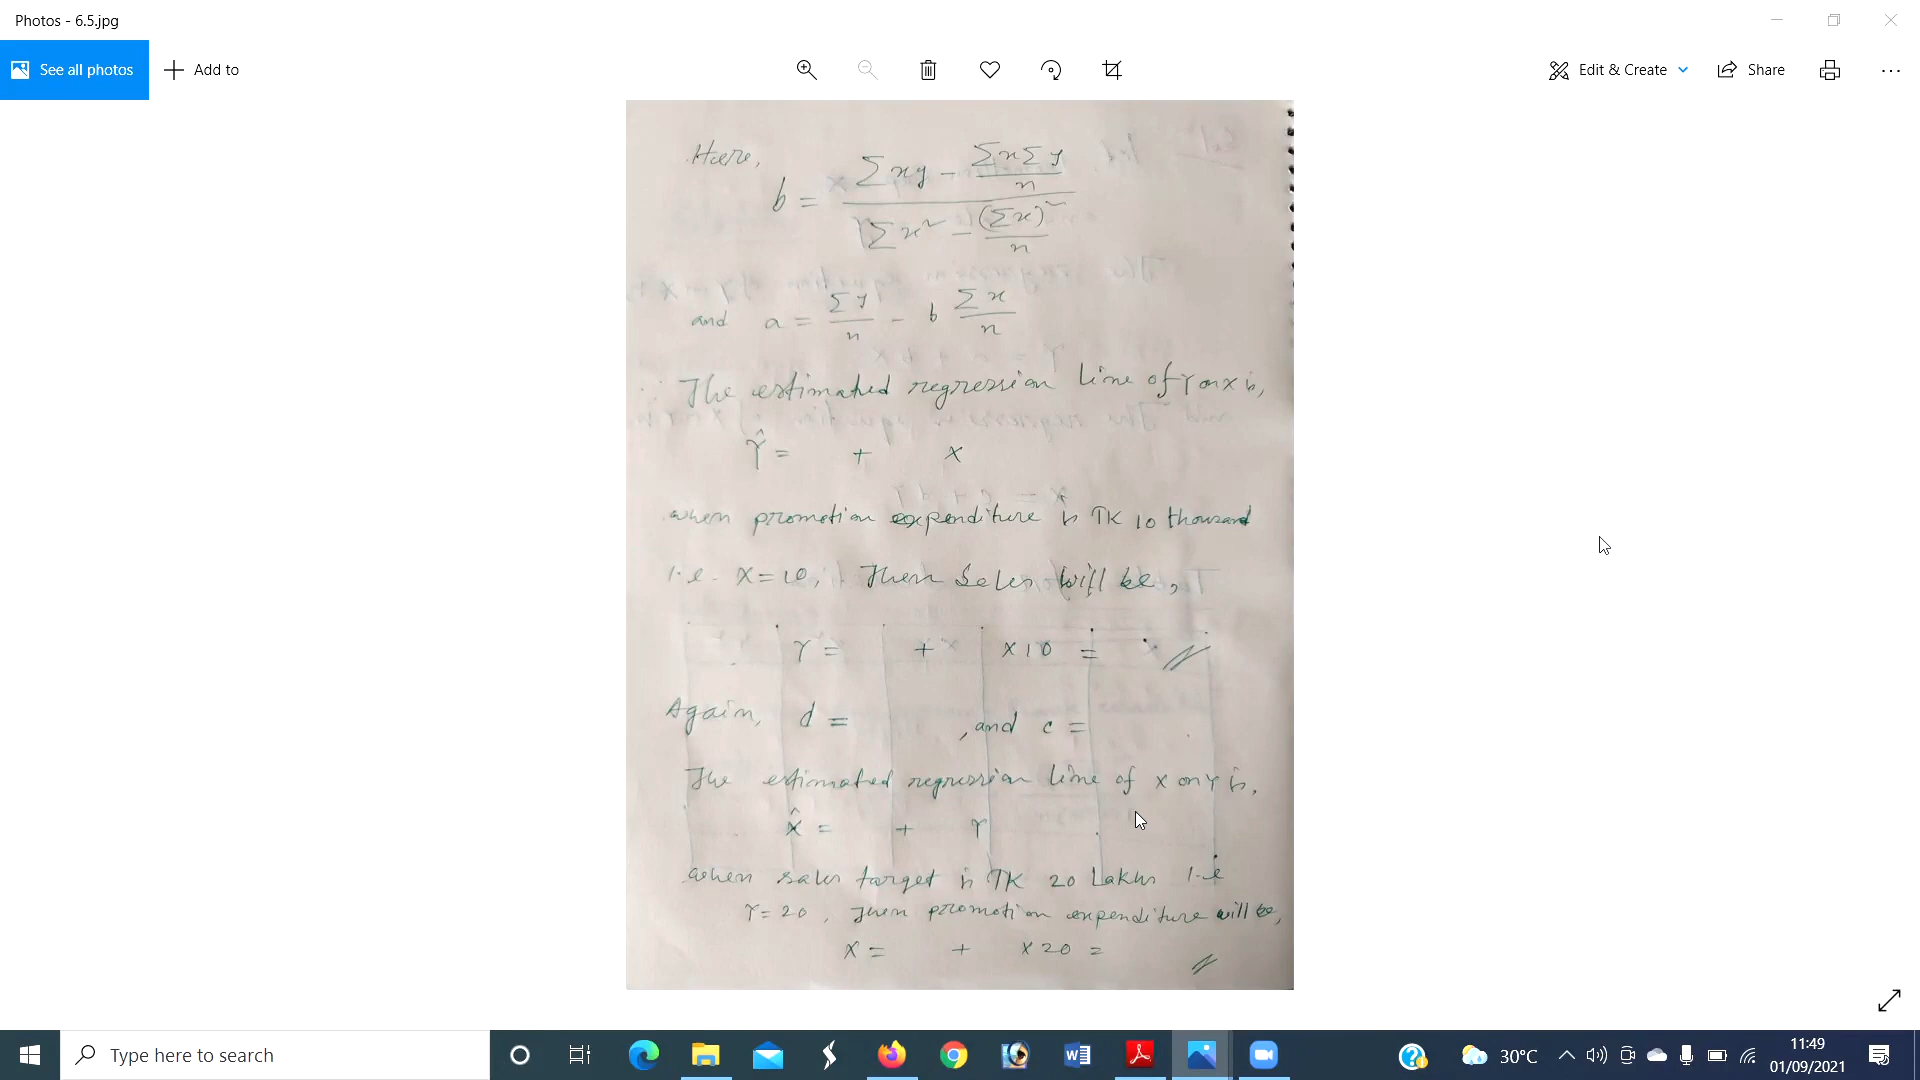 Photos - 6.5.jpg
See all photos
Add to
Edit & Create
Share
Here,
b = Σxy - ΣxΣy/n
Σx² - (Σx)²/n
and a = Σy/n - b Σx/n
∴ The estimated regression line of Y on X is,
Ŷ = + X
when promotion expenditure is TK 10 thousand
i.e. X=10, Then Sales will be,
Y = + ×10 =
Again, d = , and c =
The estimated regression line of X on Y is,
X̂ = + Y
when sales target is TK 20 Lakhs i.e
Y=20, Then promotion expenditure will be,
X = + ×20 =
Type here to search
30°C
11:49
01/09/2021